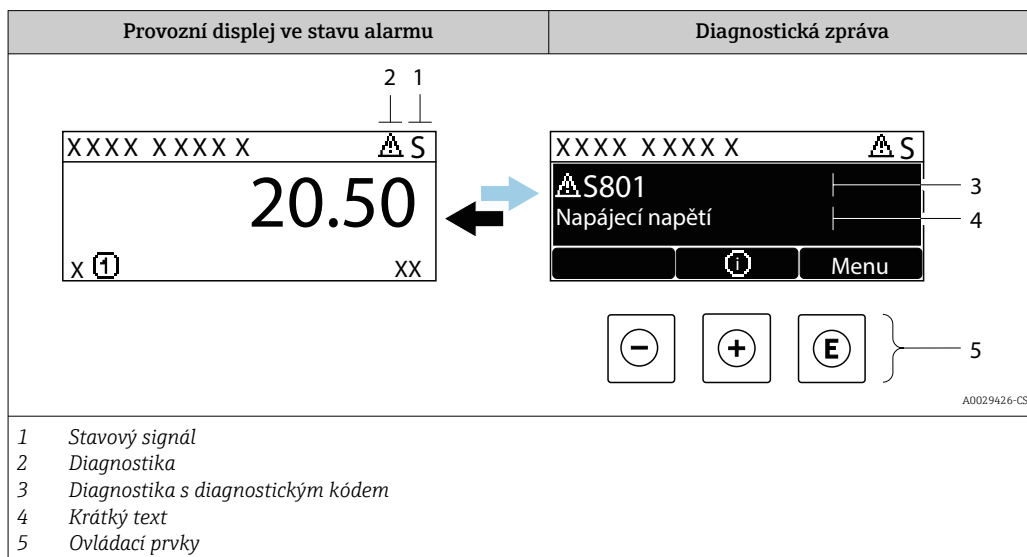 Provozní displej ve stavu alarmu
Diagnostická zpráva
2 1
XXXX XXXX X S
20.50
X 1 XX
XXXX XXXX X S
S801
3
Napájecí napětí
4
i Menu
- + E
5
A0029426-CS
1 Stavový signál
2 Diagnostika
3 Diagnostika s diagnostickým kódem
4 Krátký text
5 Ovládací prvky